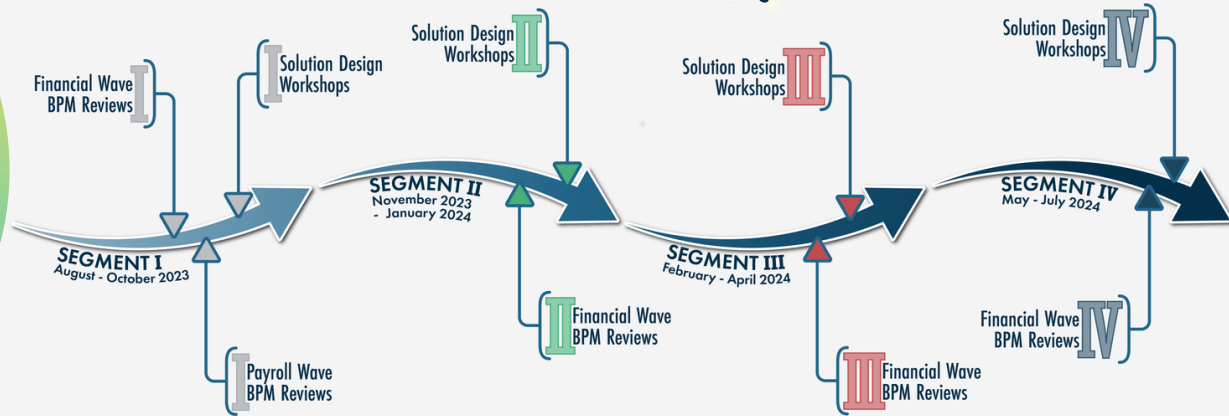 Financial Wave
BPM Reviews
I
I
Solution Design
Workshops
SEGMENT I
August - October 2023
I
Payroll Wave
BPM Reviews
Solution Design
Workshops
II
SEGMENT II
November 2023
- January 2024
II
Financial Wave
BPM Reviews
Solution Design
Workshops
III
SEGMENT III
February - April 2024
III
Financial Wave
BPM Reviews
Solution Design
Workshops
IV
SEGMENT IV
May - July 2024
Financial Wave
BPM Reviews
IV